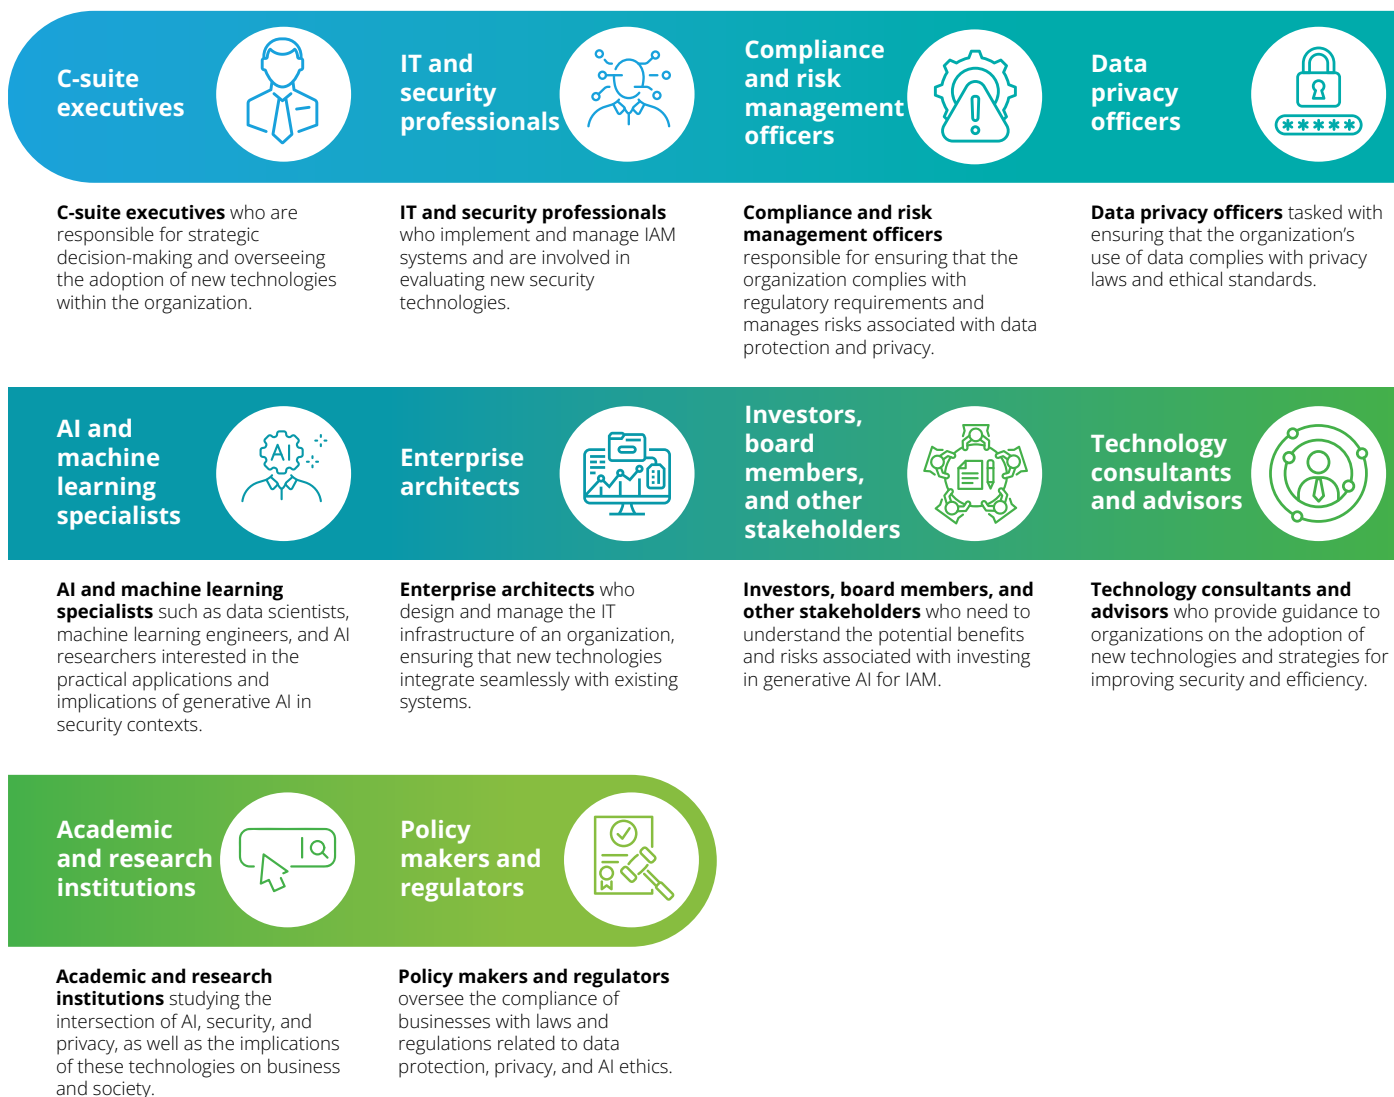 C-suite
executives
IT and
security
professionals
Compliance
and risk
management
officers
Data
privacy
officers
*****
C-suite executives who are
responsible for strategic
decision-making and overseeing
the adoption of new technologies
within the organization.
IT and security professionals
who implement and manage IAM
systems and are involved in
evaluating new security
technologies.
Compliance and risk
management officers
responsible for ensuring that the
organization complies with
regulatory requirements and
manages risks associated with data
protection and privacy.
Data privacy officers tasked with
ensuring that the organization’s
use of data complies with privacy
laws and ethical standards.
AI and
machine
learning
specialists
AI
Enterprise
architects
Investors,
board
members,
and other
stakeholders
Technology
consultants
and advisors
AI and machine learning
specialists such as data scientists,
machine learning engineers, and AI
researchers interested in the
practical applications and
implications of generative AI in
security contexts.
Enterprise architects who
design and manage the IT
infrastructure of an organization,
ensuring that new technologies
integrate seamlessly with existing
systems.
Investors, board members, and
other stakeholders who need to
understand the potential benefits
and risks associated with investing
in generative AI for IAM.
Technology consultants and
advisors who provide guidance to
organizations on the adoption of
new technologies and strategies for
improving security and efficiency.
Academic
and research
institutions
Policy
makers and
regulators
Academic and research
institutions studying the
intersection of AI, security, and
privacy, as well as the implications
of these technologies on business
and society.
Policy makers and regulators
oversee the compliance of
businesses with laws and
regulations related to data
protection, privacy, and AI ethics.